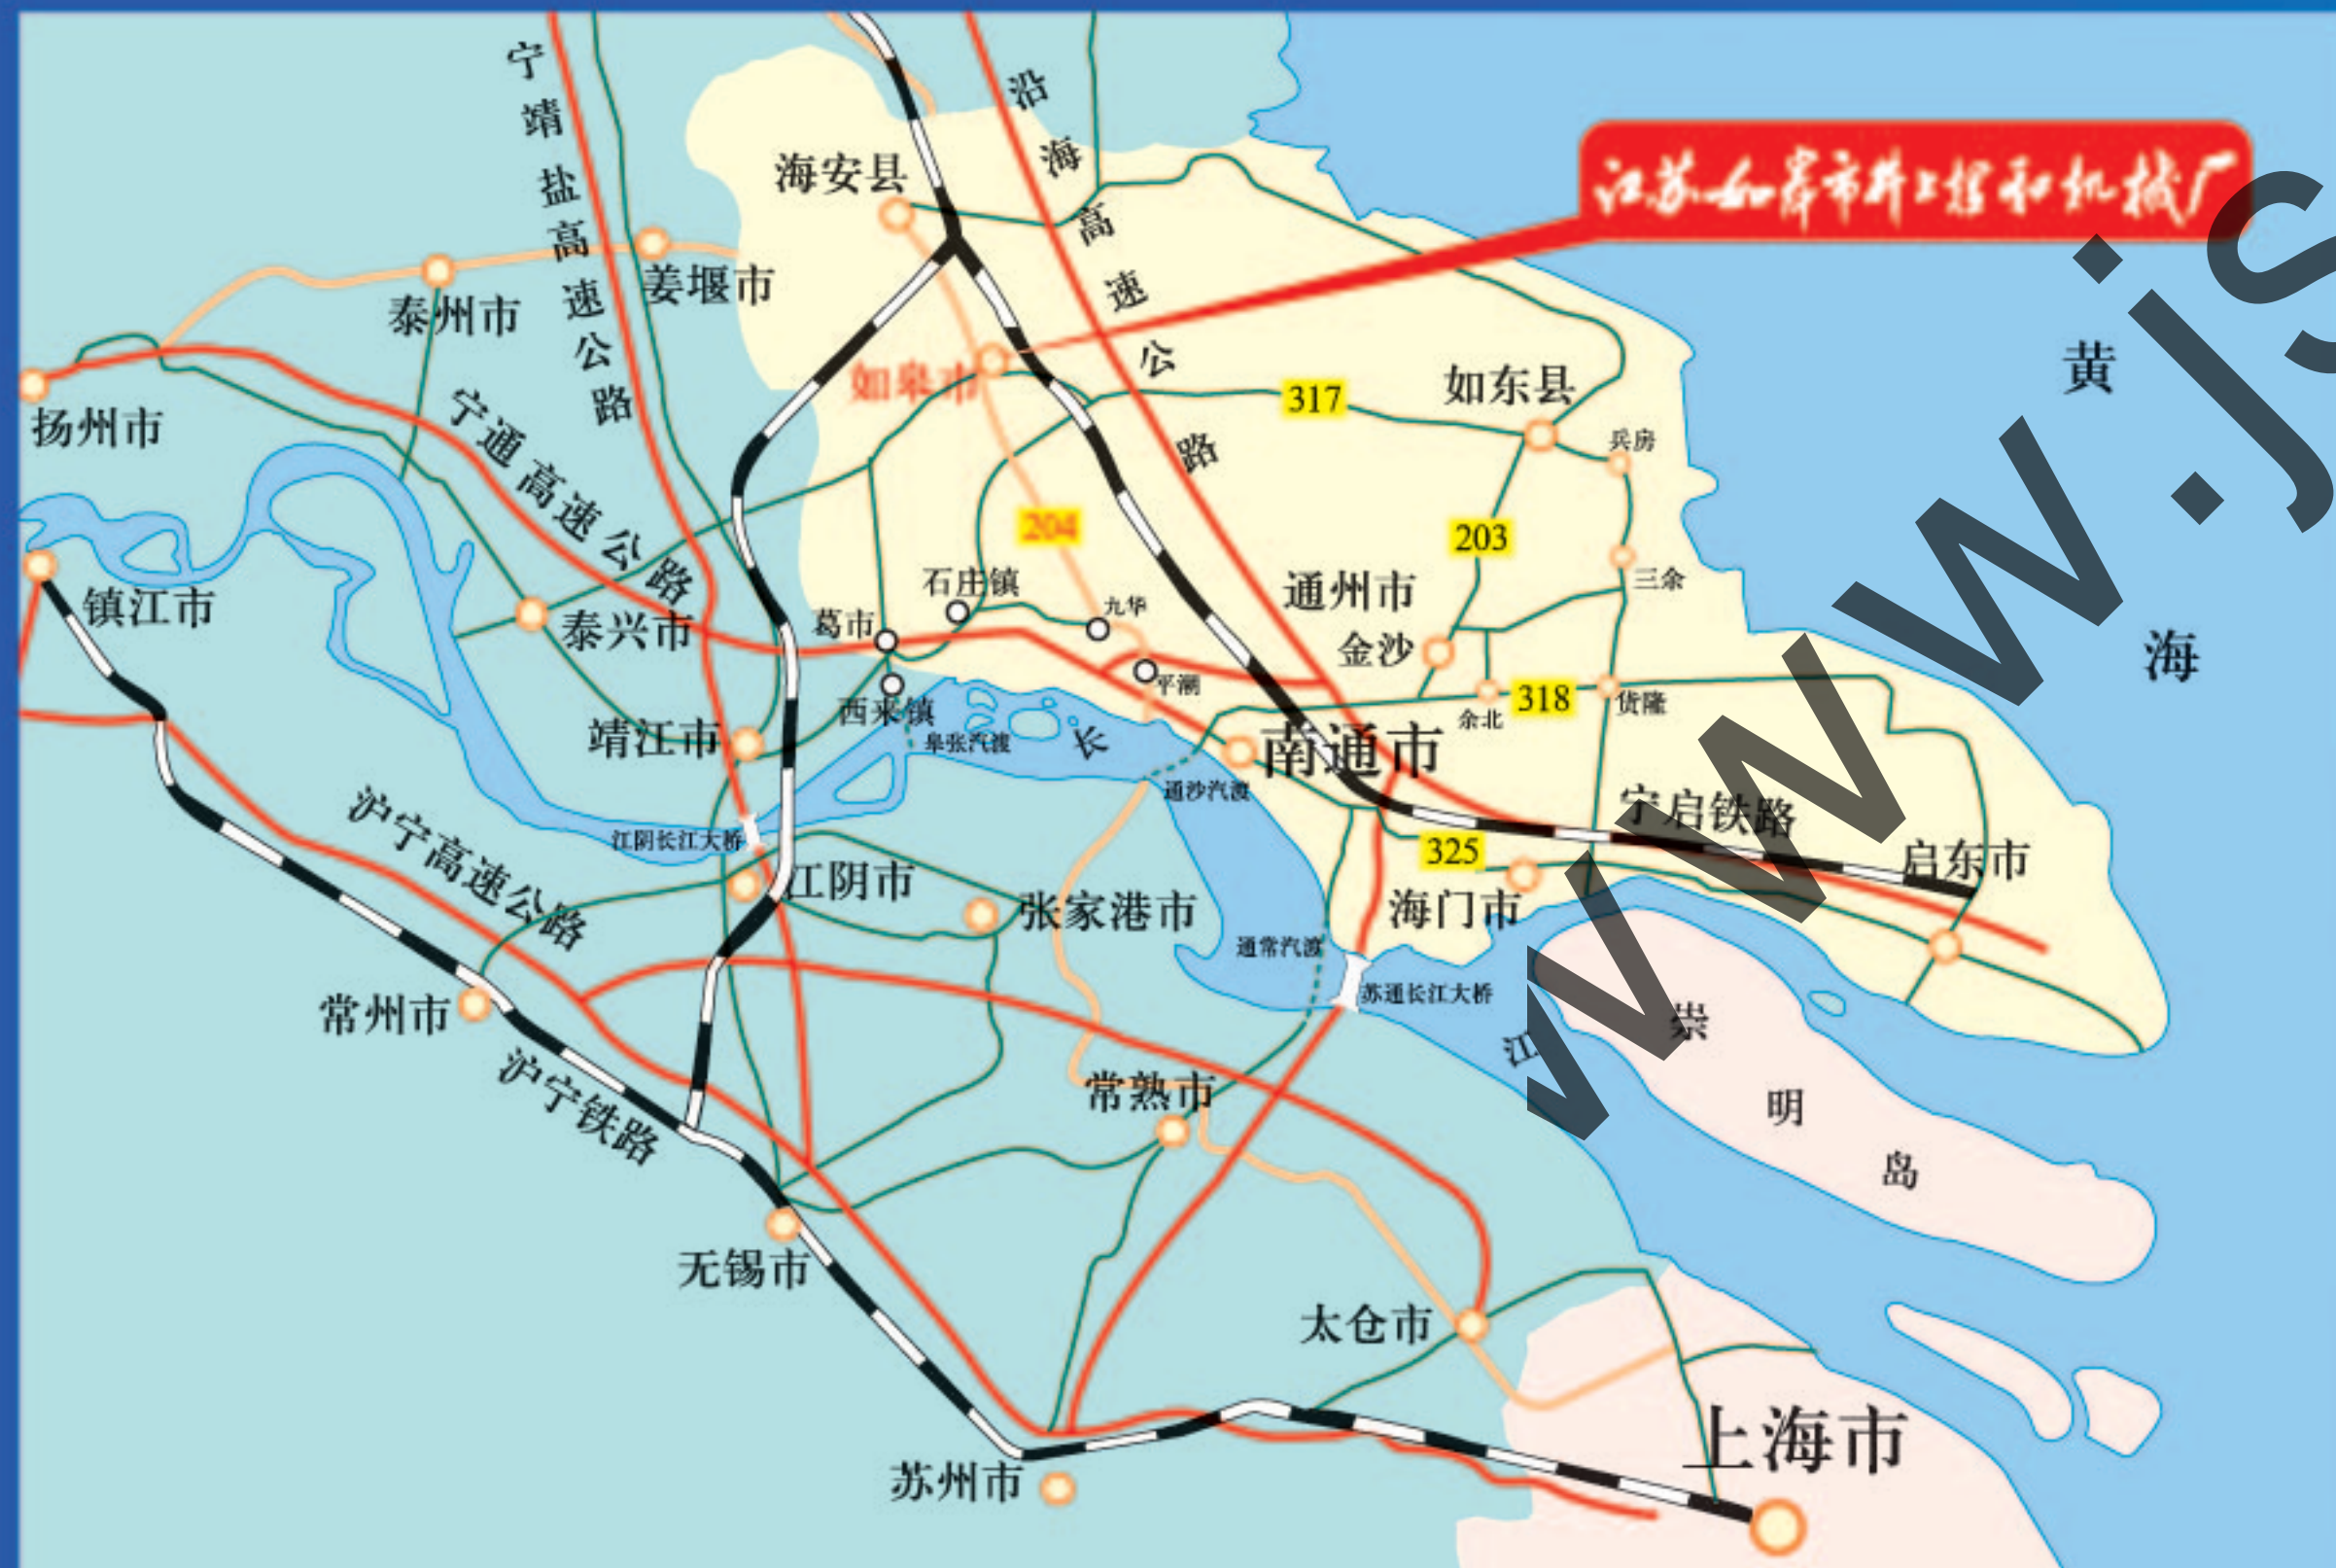 宁靖盐高速公路
沿海高速公路
海安县
江苏如皋市井上捏和机械厂
姜堰市
泰州市
黄海
如皋市
317
如东县
扬州市
兵房
宁通高速公路
204
203
三余
石庄镇
通州市
九华
镇江市
泰兴市
葛市
金沙
平潮
318
货隆
西来镇
余北
靖江市
皋张汽渡
长江
南通市
通沙汽渡
宁启铁路
沪宁高速公路
江阴长江大桥
325
启东市
江阴市
张家港市
海门市
通常汽渡
苏通长江大桥
常州市
崇明岛
沪宁铁路
常熟市
无锡市
太仓市
上海市
苏州市
www.js